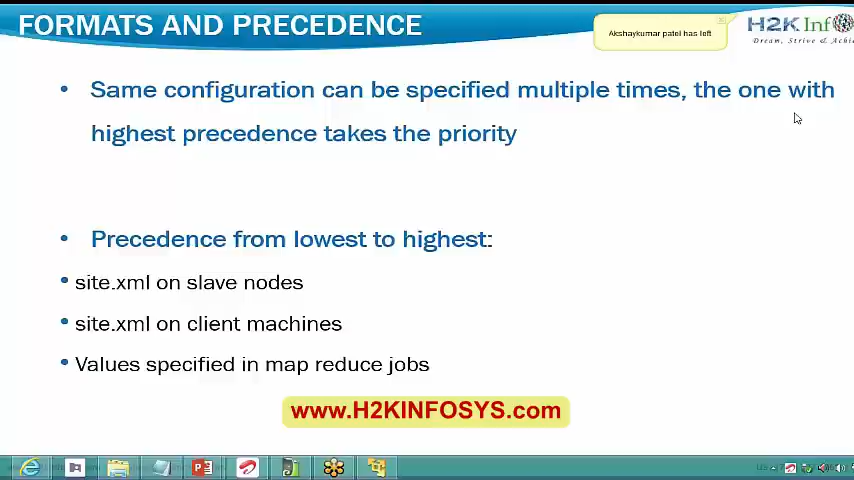 FORMATS AND PRECEDENCE
Akshaykumar patel has left
H2K Inf
Dream, Strive & Achi
• Same configuration can be specified multiple times, the one with
highest precedence takes the priority
• Precedence from lowest to highest:
• site.xml on slave nodes
• site.xml on client machines
• Values specified in map reduce jobs
www.H2KINFOSYS.com